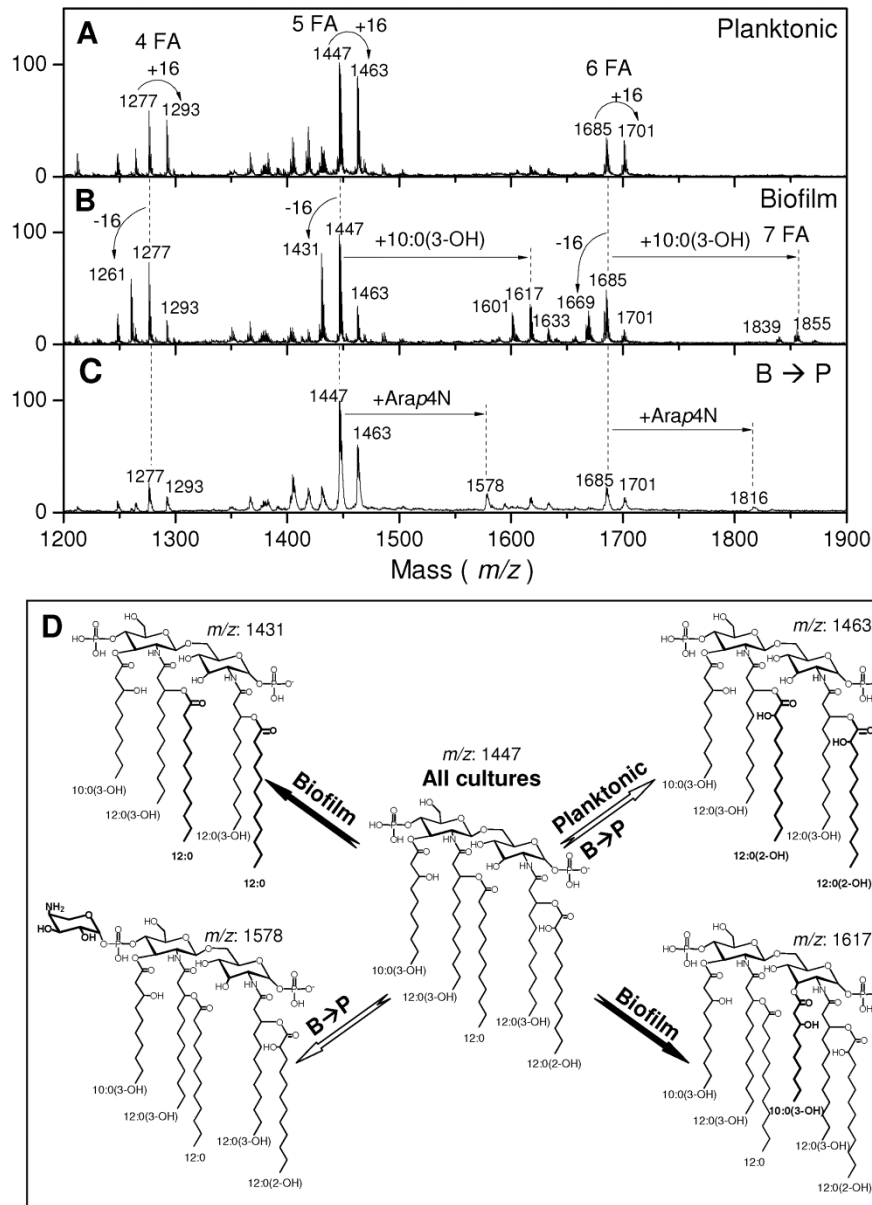 A
4 FA
5 FA
+16
Planktonic
100
+16
1277
1293
1447
1463
6 FA
+16
1685
1701
0
B
Biofilm
100
-16
1277
1261
1293
-16
1447
1431
1463
+10:0(3-OH)
1601
1617
1633
-16
1669
1685
1701
+10:0(3-OH)
7 FA
1839
1855
0
C
B → P
100
1277
1293
1447
1463
+Arap4N
1578
1685
1701
+Arap4N
1816
0
1200 1300 1400 1500 1600 1700 1800 1900
Mass ( m/z )
D
m/z: 1431
HO
HO-P
O
OH
O
HO
NH
O
HO
O-P-O⁻
OH
10:0(3-OH)
12:0(3-OH)
12:0
12:0(3-OH)
12:0
Biofilm
m/z: 1447
All cultures
10:0(3-OH)
12:0(3-OH)
12:0
12:0(3-OH)
12:0(2-OH)
Planktonic
B→P
m/z: 1463
10:0(3-OH)
12:0(3-OH)
12:0(2-OH)
12:0(3-OH)
12:0(2-OH)
B→P
m/z: 1578
NH₂
HO
OH
10:0(3-OH)
12:0(3-OH)
12:0
12:0(3-OH)
12:0(2-OH)
Biofilm
m/z: 1617
10:0(3-OH)
12:0(3-OH)
12:0
10:0(3-OH)
12:0(3-OH)
12:0(2-OH)